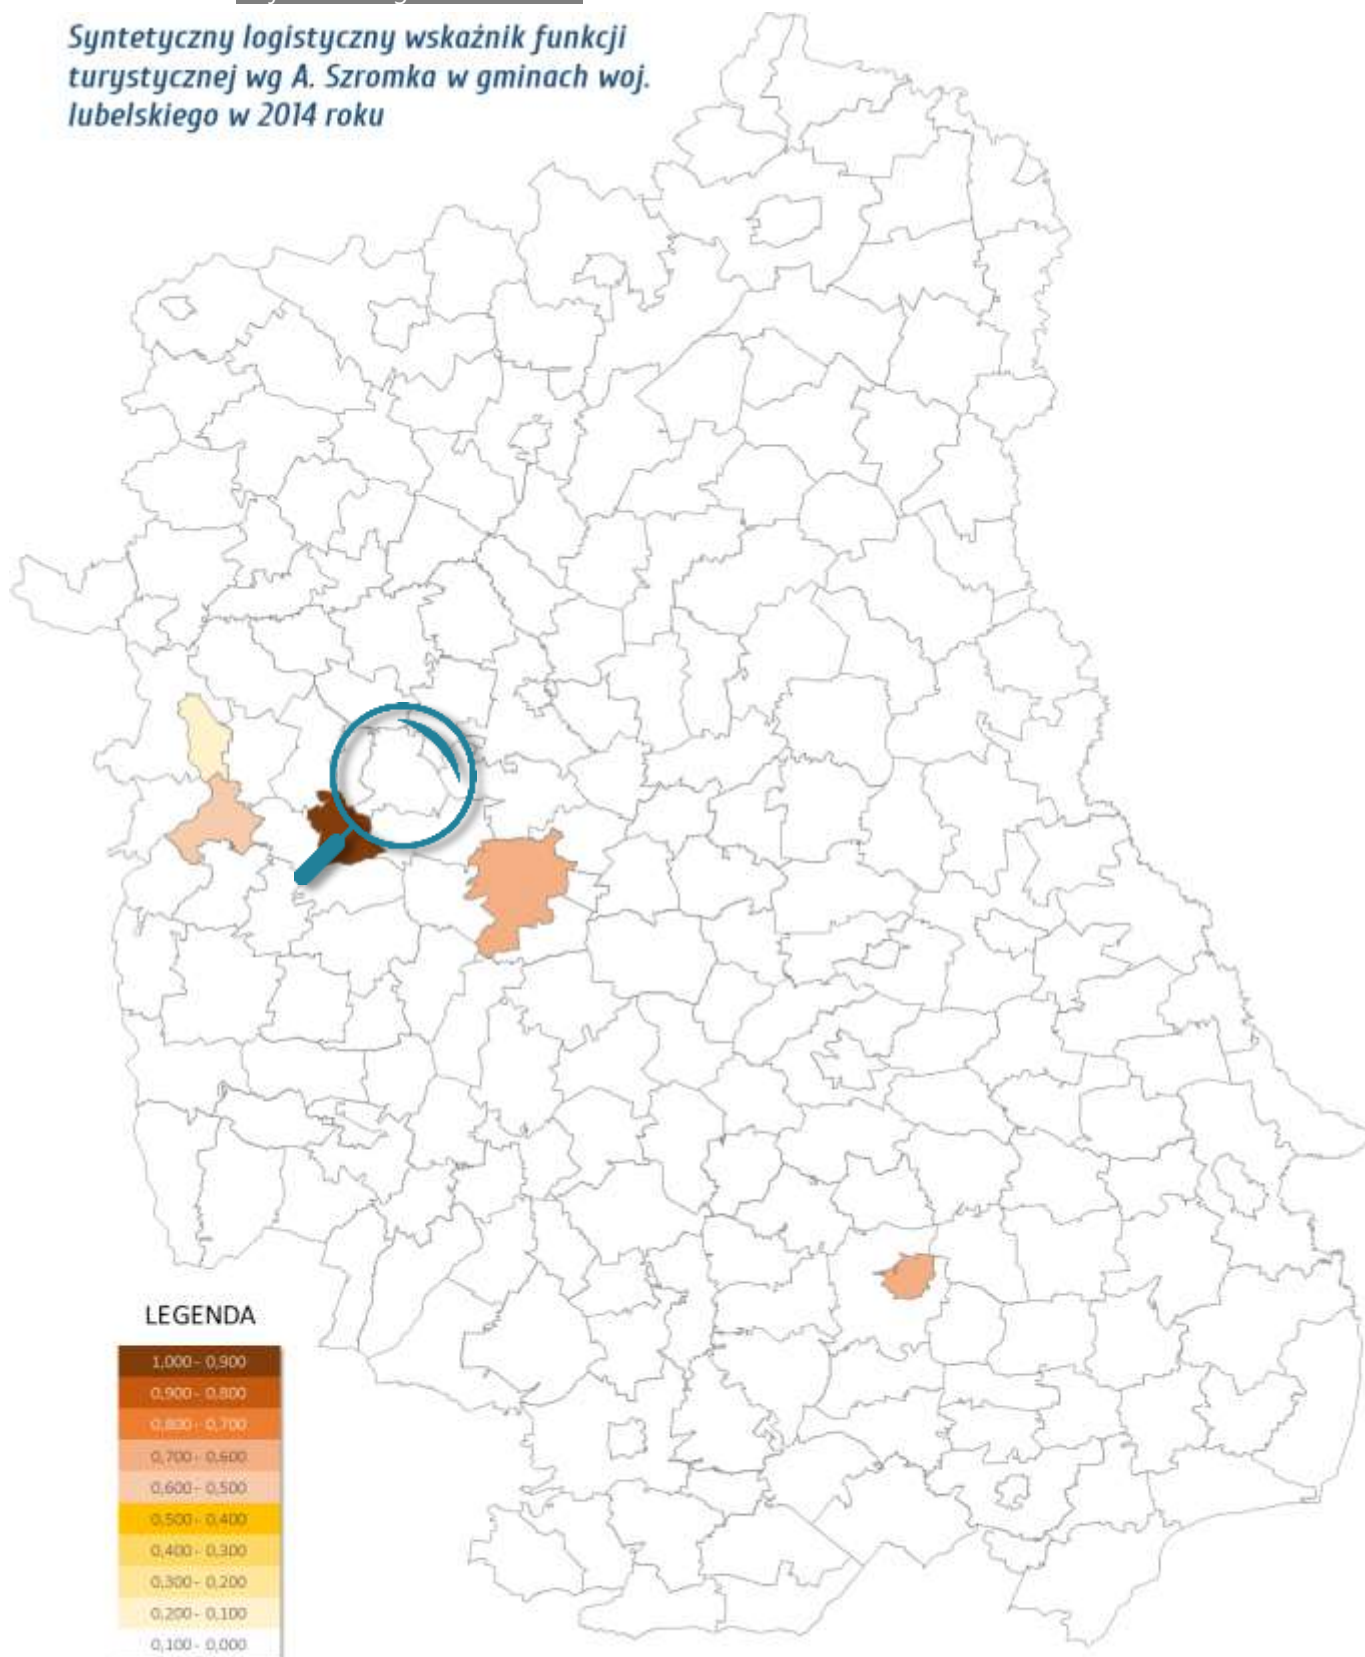 Syntetyczny logistyczny wskaźnik funkcji
turystycznej wg A. Szromka w gminach woj.
lubelskiego w 2014 roku
LEGENDA
1,000 - 0,900
0,900 - 0,800
0,800 - 0,700
0,700 - 0,600
0,600 - 0,500
0,500 - 0,400
0,400 - 0,300
0,300 - 0,200
0,200 - 0,100
0,100 - 0,000